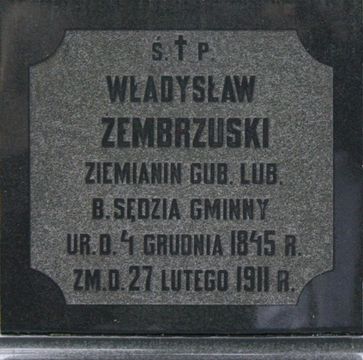 Ś. † P.
WŁADYSŁAW
ZEMBRZUSKI
ZIEMIANIN GUB. LUB.
B. SĘDZIA GMINNY
UR. D. 4 GRUDNIA 1845 R.
ZM. D. 27 LUTEGO 1911 R.